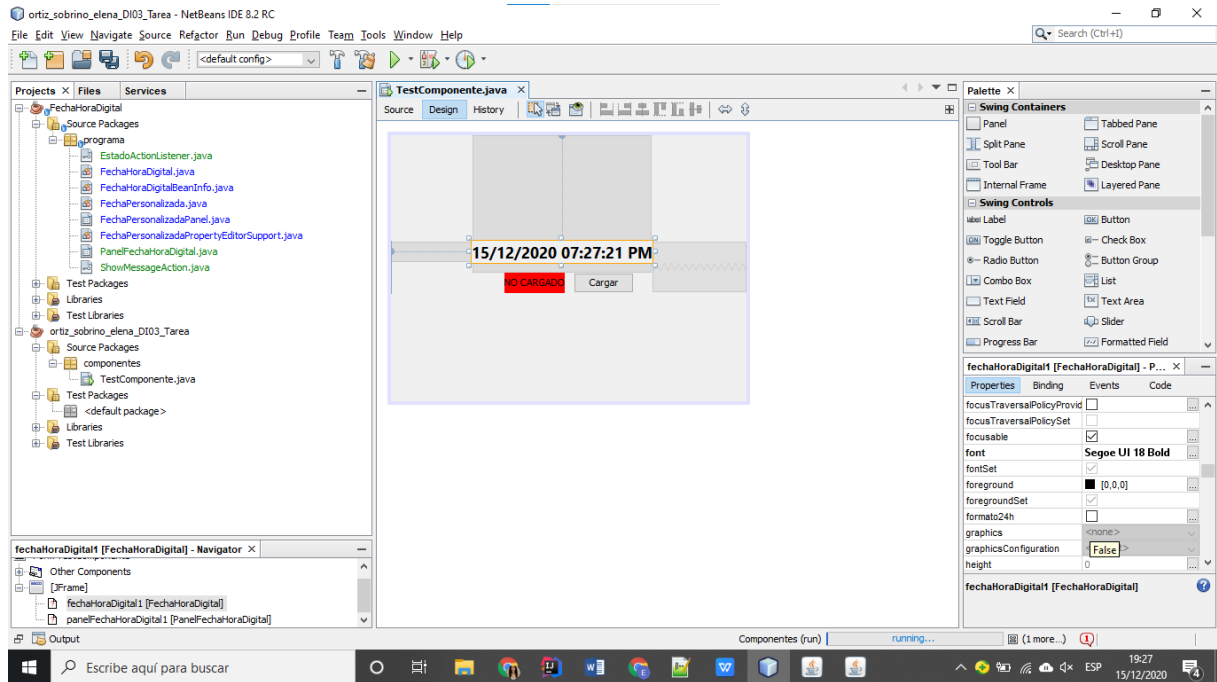 ortiz_sobrino_elena_DI03_Tarea - NetBeans IDE 8.2 RC
File Edit View Navigate Source Refactor Run Debug Profile Team Tools Window Help
Search (Ctrl+I)
<default config>
Projects Files Services
FechaHoraDigital
Source Packages
programa
EstadoActionListener.java
FechaHoraDigital.java
FechaHoraDigitalBeanInfo.java
FechaPersonalizada.java
FechaPersonalizadaPanel.java
FechaPersonalizadaPropertyEditorSupport.java
PanelFechaHoraDigital.java
ShowMessageAction.java
Test Packages
Libraries
Test Libraries
ortiz_sobrino_elena_DI03_Tarea
Source Packages
componentes
TestComponente.java
Test Packages
<default package>
Libraries
Test Libraries
fechaHoraDigital1 [FechaHoraDigital] - Navigator
Other Components
[JFrame]
fechaHoraDigital1 [FechaHoraDigital]
panelFechaHoraDigital1 [PanelFechaHoraDigital]
TestComponente.java
Source Design History
15/12/2020 07:27:21 PM
NO CARGADO Cargar
Palette
Swing Containers
Panel Tabbed Pane
Split Pane Scroll Pane
Tool Bar Desktop Pane
Internal Frame Layered Pane
Swing Controls
label Label OK Button
ON Toggle Button Check Box
Radio Button Button Group
Combo Box List
Text Field Text Area
Scroll Bar Slider
Progress Bar Formatted Field
fechaHoraDigital1 [FechaHoraDigital] - P...
Properties Binding Events Code
focusTraversalPolicyProvid
focusTraversalPolicySet
focusable
font Segoe UI 18 Bold
fontSet
foreground [0,0,0]
foregroundSet
formato24h
graphics <none>
graphicsConfiguration False
height 0
fechaHoraDigital1 [FechaHoraDigital]
Output
Componentes (run) running... (1 more...) 1
Escribe aquí para buscar
ESP
19:27
15/12/2020
4